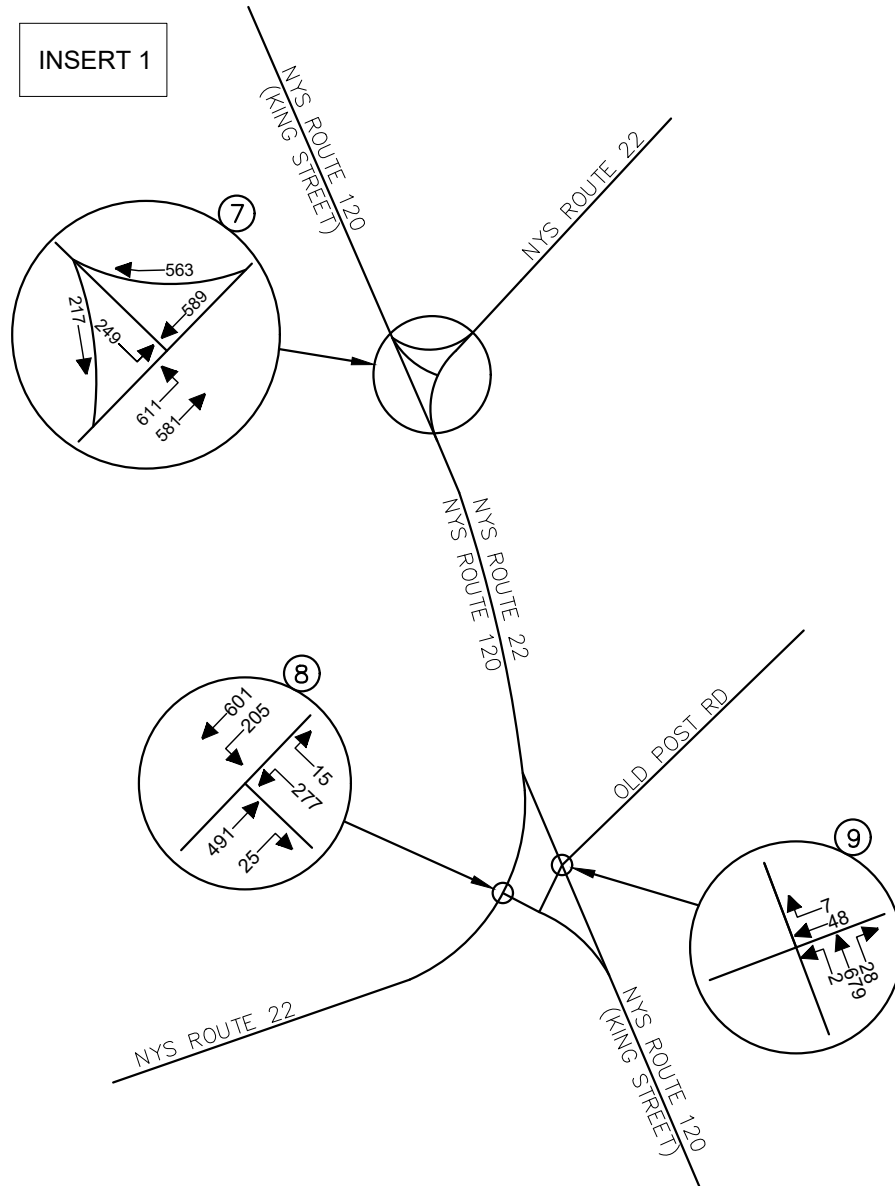 INSERT 1
NYS ROUTE 120
(KING STREET)
NYS ROUTE 22
7
563
589
217
249
611
581
NYS ROUTE 22
NYS ROUTE 120
8
601
205
15
277
491
25
OLD POST RD
9
7
48
28
679
2
NYS ROUTE 22
NYS ROUTE 120
(KING STREET)